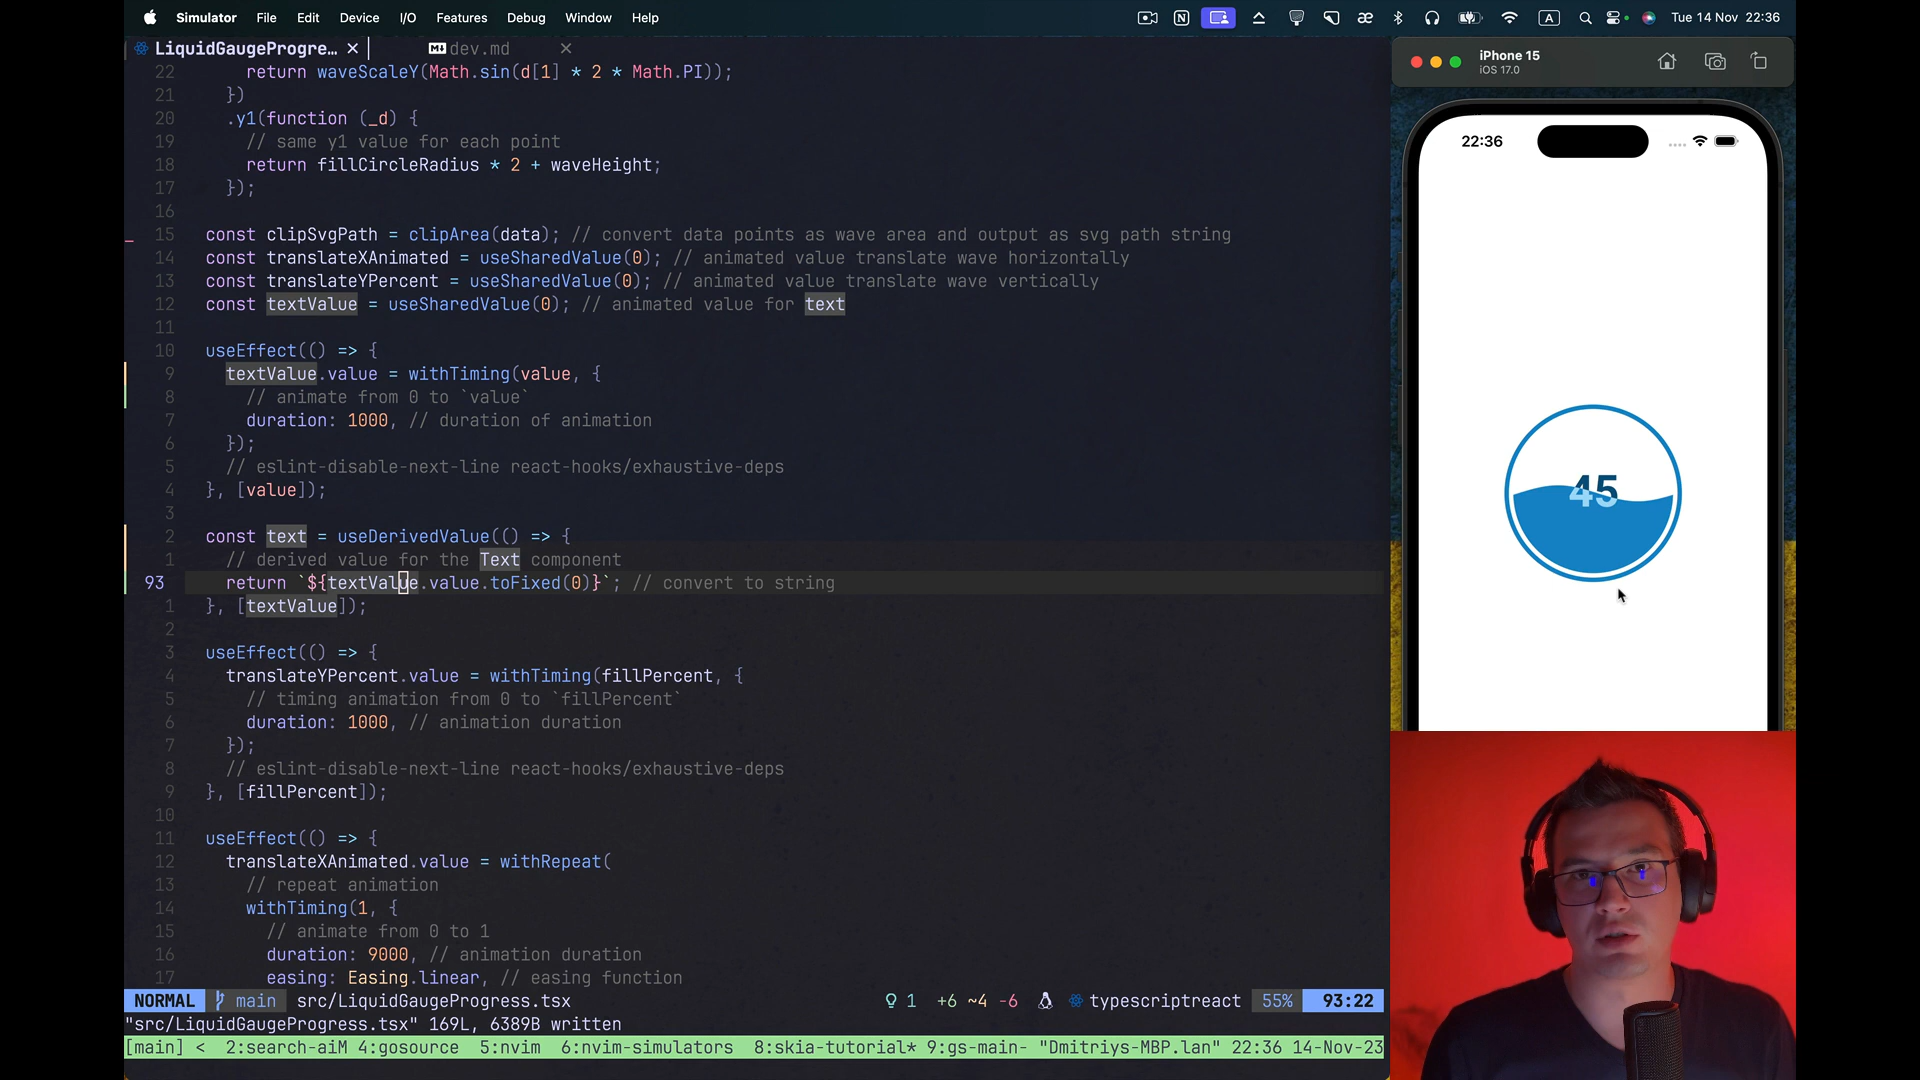 Simulator File Edit Device I/O Features Debug Window Help
Tue 14 Nov 22:36
LiquidGaugeProgre… × dev.md ×
22 return waveScaleY(Math.sin(d[1] * 2 * Math.PI));
21 })
20 .y1(function (_d) {
19 // same y1 value for each point
18 return fillCircleRadius * 2 + waveHeight;
17 });
16
15 const clipSvgPath = clipArea(data); // convert data points as wave area and output as svg path string
14 const translateXAnimated = useSharedValue(0); // animated value translate wave horizontally
13 const translateYPercent = useSharedValue(0); // animated value translate wave vertically
12 const textValue = useSharedValue(0); // animated value for text
11
10 useEffect(() => {
9 textValue.value = withTiming(value, {
8 // animate from 0 to `value`
7 duration: 1000, // duration of animation
6 });
5 // eslint-disable-next-line react-hooks/exhaustive-deps
4 }, [value]);
3
2 const text = useDerivedValue(() => {
1 // derived value for the Text component
93 return `${textValue.value.toFixed(0)}`; // convert to string
1 }, [textValue]);
2
3 useEffect(() => {
4 translateYPercent.value = withTiming(fillPercent, {
5 // timing animation from 0 to `fillPercent`
6 duration: 1000, // animation duration
7 });
8 // eslint-disable-next-line react-hooks/exhaustive-deps
9 }, [fillPercent]);
10
11 useEffect(() => {
12 translateXAnimated.value = withRepeat(
13 // repeat animation
14 withTiming(1, {
15 // animate from 0 to 1
16 duration: 9000, // animation duration
17 easing: Easing.linear, // easing function
NORMAL main src/LiquidGaugeProgress.tsx 1 +6 ~4 -6 typescriptreact 55% 93:22
"src/LiquidGaugeProgress.tsx" 169L, 6389B written
[main] < 2:search-aiM 4:gosource 5:nvim 6:nvim-simulators 8:skia-tutorial* 9:gs-main- "Dmitriys-MBP.lan" 22:36 14-Nov-23
iPhone 15
iOS 17.0
22:36
45